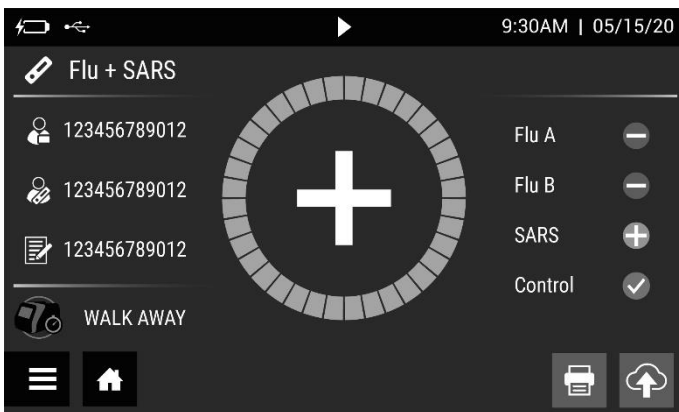 9:30AM | 05/15/20
Flu + SARS
123456789012
123456789012
123456789012
WALK AWAY
Flu A
Flu B
SARS
Control